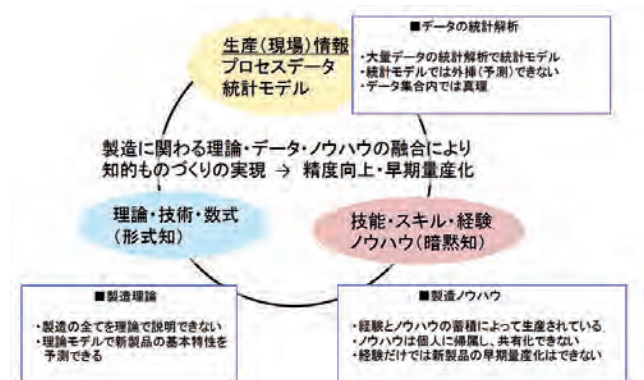 生産（現場）情報
プロセスデータ
統計モデル
■データの統計解析
・大量データの統計解析で統計モデル
・統計モデルでは外挿（予測）できない
・データ集合内では真理
製造に関わる理論・データ・ノウハウの融合により
知的ものづくりの実現 → 精度向上・早期量産化
理論・技術・数式
（形式知）
技能・スキル・経験
ノウハウ（暗黙知）
■製造理論
・製造の全てを理論で説明できない
・理論モデルで新製品の基本特性を
予測できる
■製造ノウハウ
・経験とノウハウの蓄積によって生産されている
・ノウハウは個人に帰属し、共有化できない
・経験だけでは新製品の早期量産化はできない